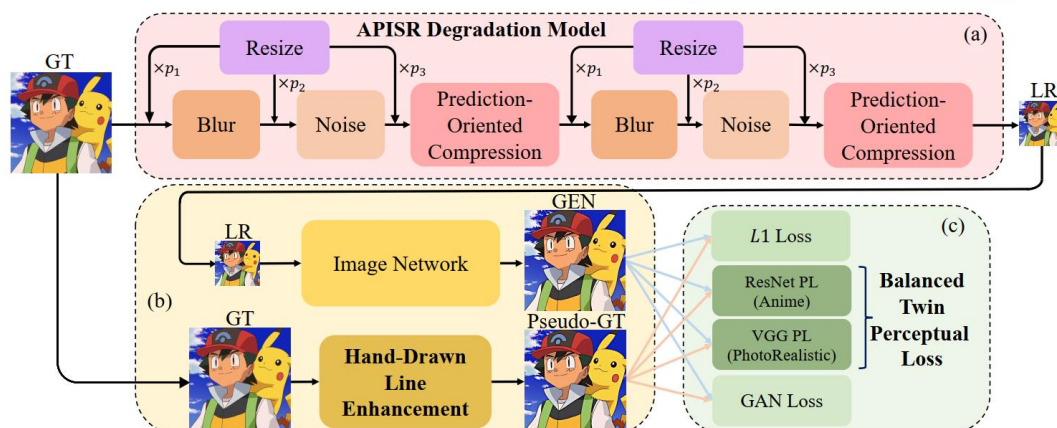 APISR Degradation Model
(a)
GT
Resize
×p₁
×p₂
×p₃
Blur
Noise
Prediction-
Oriented
Compression
Resize
×p₁
×p₂
×p₃
Blur
Noise
Prediction-
Oriented
Compression
LR
(b)
LR
Image Network
GEN
GT
Hand-Drawn
Line
Enhancement
Pseudo-GT
(c)
L1 Loss
ResNet PL
(Anime)
VGG PL
(PhotoRealistic)
GAN Loss
Balanced
Twin
Perceptual
Loss